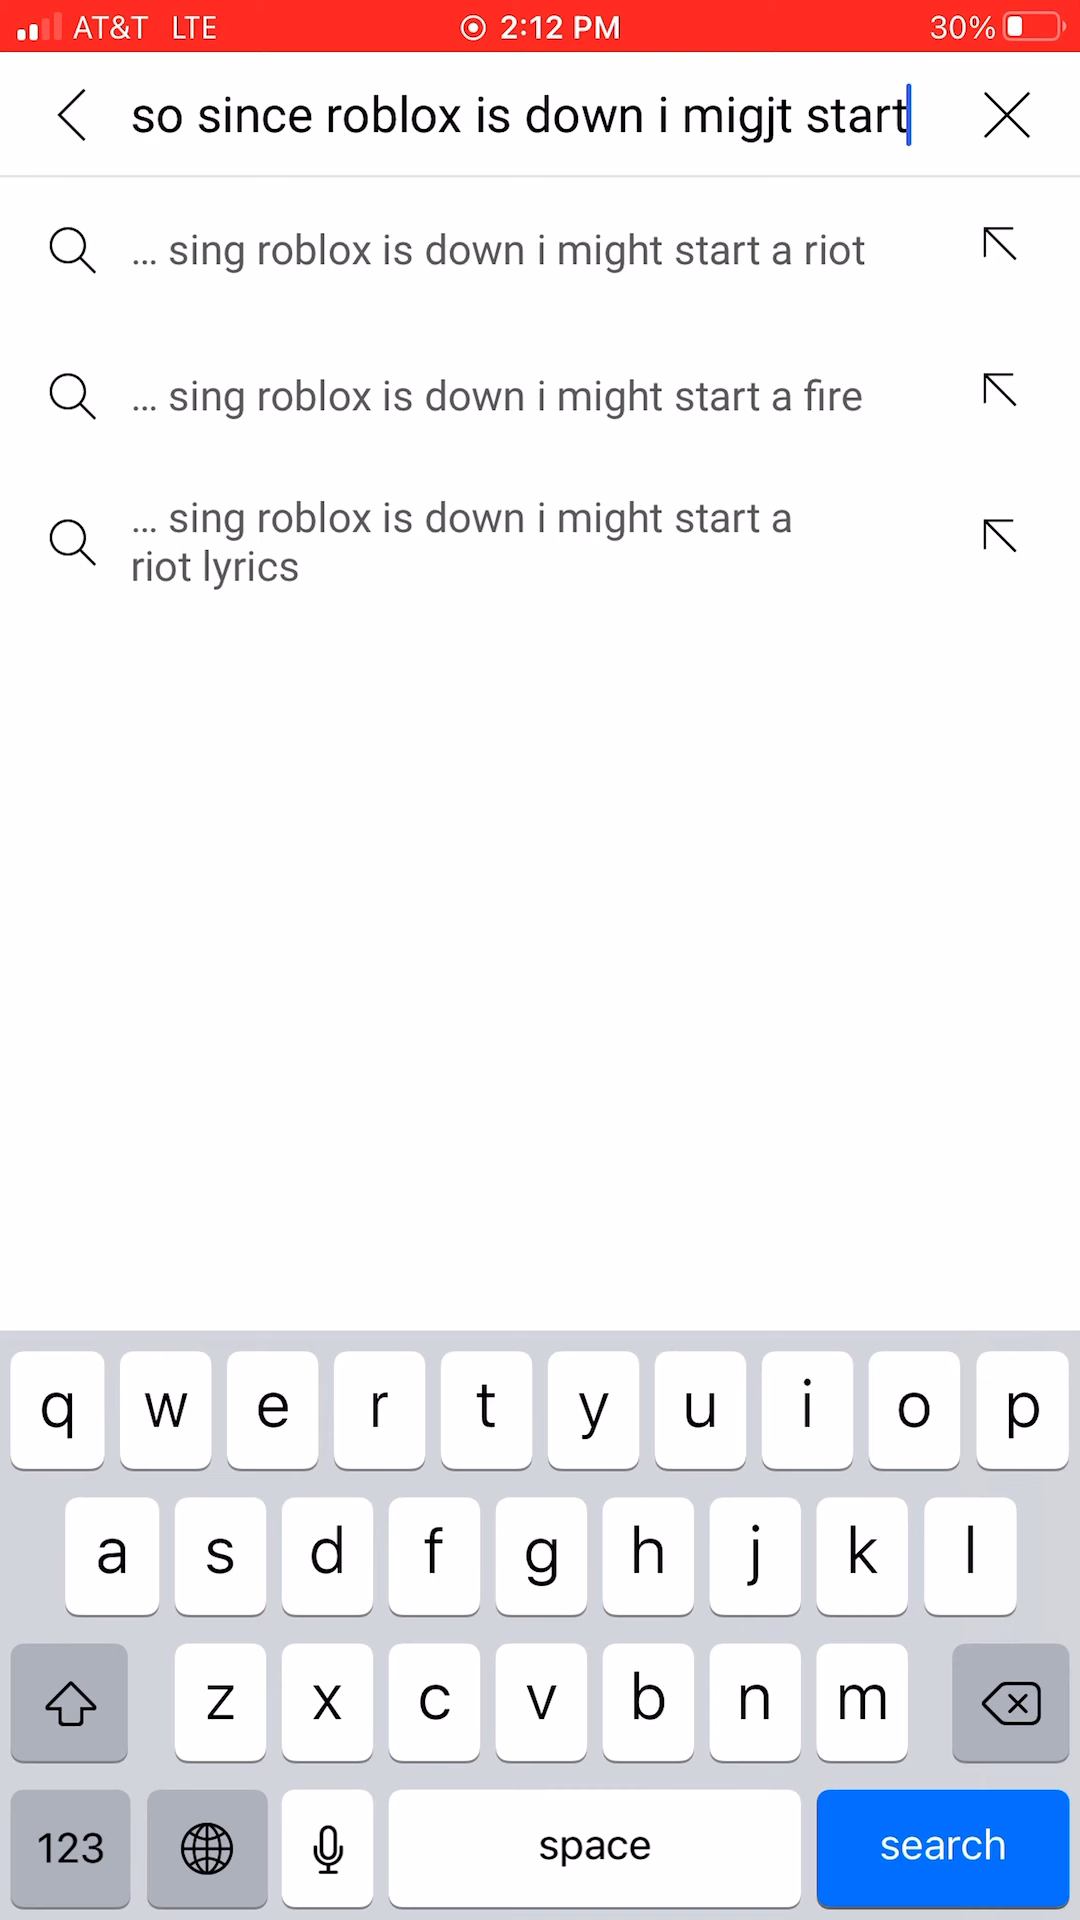 AT&T LTE 2:12 PM 30%
so since roblox is down i migjt start
... sing roblox is down i might start a riot
... sing roblox is down i might start a fire
... sing roblox is down i might start a
riot lyrics
q w e r t y u i o p
a s d f g h j k l
z x c v b n m
123 space search